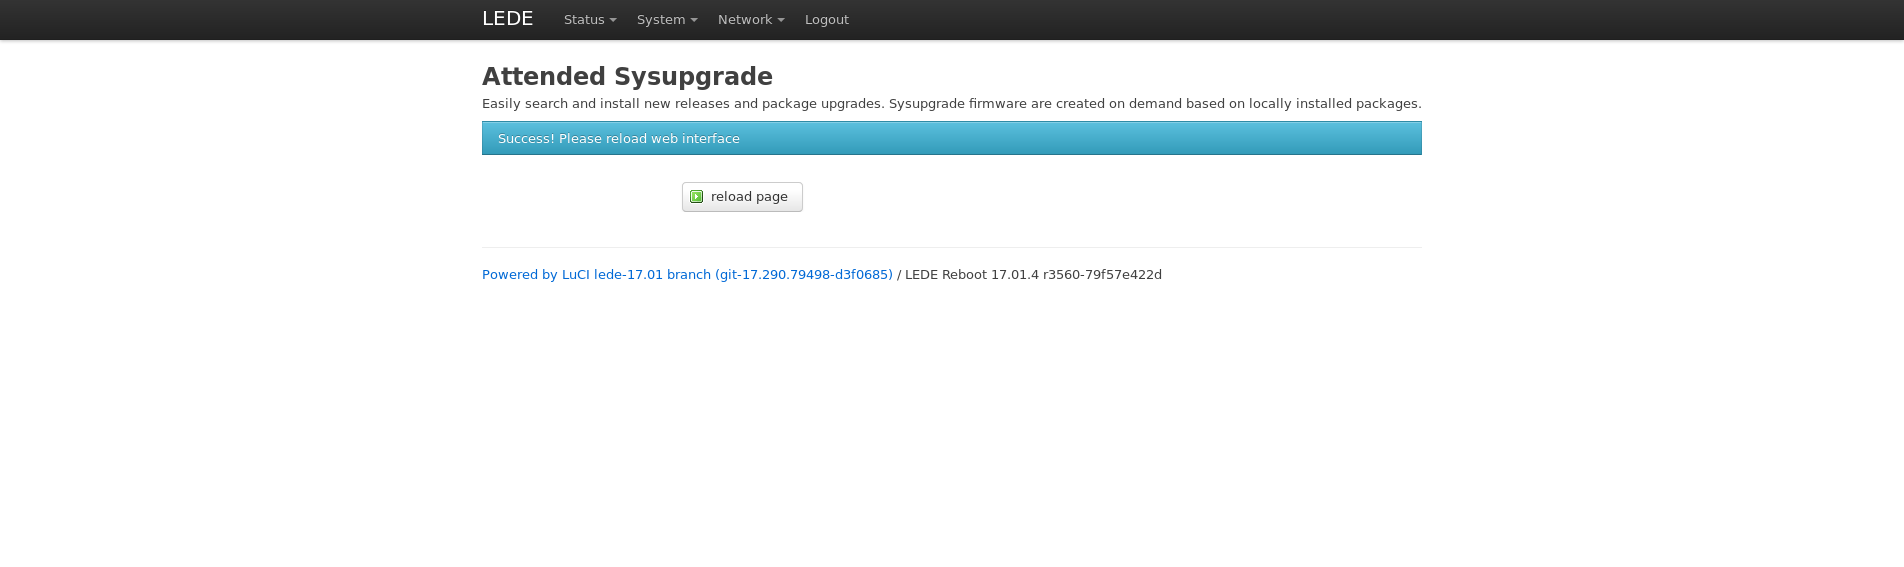 LEDE Status System Network Logout
Attended Sysupgrade
Easily search and install new releases and package upgrades. Sysupgrade firmware are created on demand based on locally installed packages.
Success! Please reload web interface
reload page
Powered by LuCI lede-17.01 branch (git-17.290.79498-d3f0685) / LEDE Reboot 17.01.4 r3560-79f57e422d